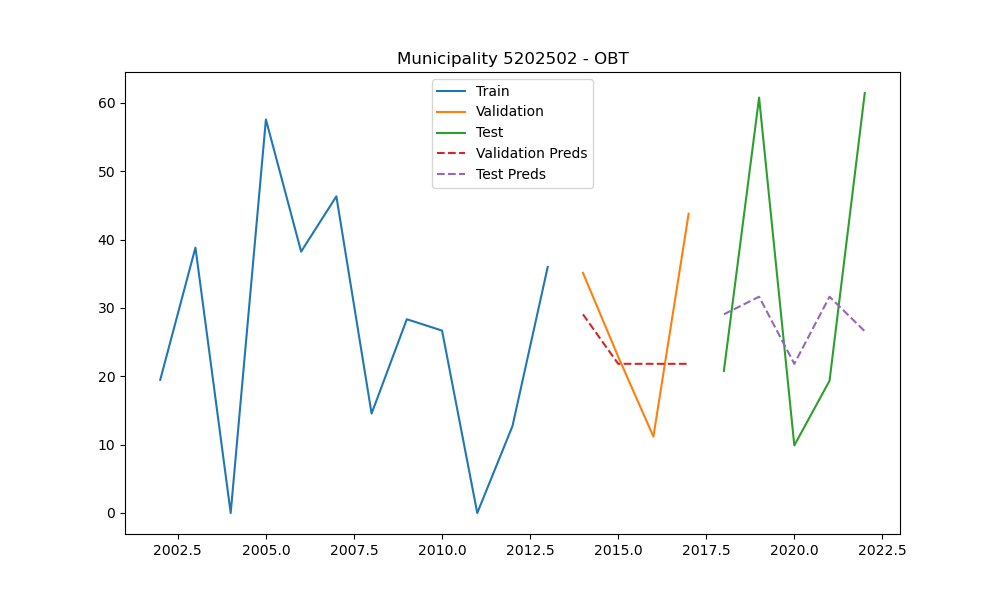 Municipality 5202502 - OBT
Train
Validation
Test
Validation Preds
Test Preds
60
50
40
30
20
10
0
2002.5 2005.0 2007.5 2010.0 2012.5 2015.0 2017.5 2020.0 2022.5